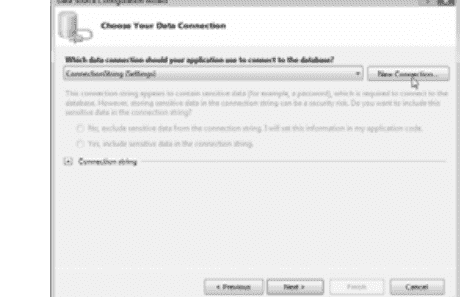 Data Source Configuration Wizard
Choose Your Data Connection
Which data connection should your application use to connect to the database?
ConnectionString (Settings)
New Connection...
This connection string appears to contain sensitive data (for example, a password), which is required to connect to the
database. However, storing sensitive data in the connection string can be a security risk. Do you want to include this
sensitive data in the connection string?
No, exclude sensitive data from the connection string. I will set this information in my application code.
Yes, include sensitive data in the connection string.
Connection string
< Previous
Next >
Finish
Cancel